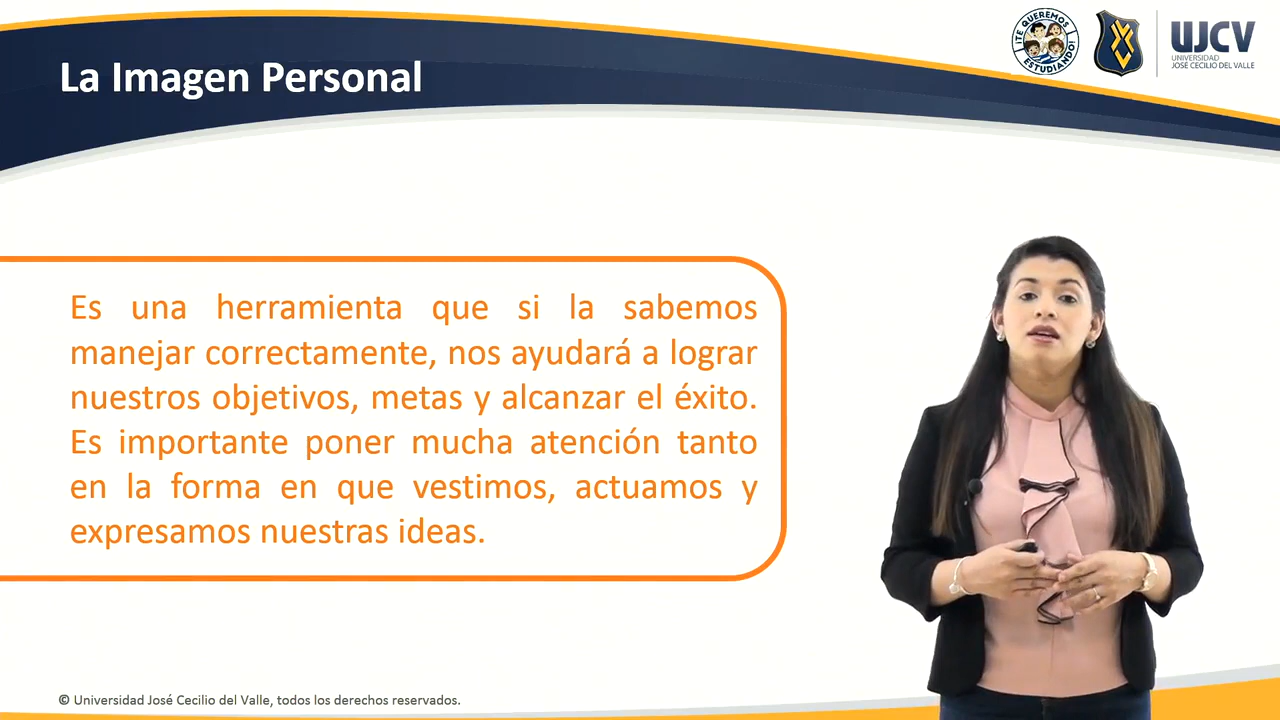 ¡TE QUEREMOS
ESTUDIANDO!
UJCV
UNIVERSIDAD
JOSÉ CECILIO DEL VALLE
La Imagen Personal
Es una herramienta que si la sabemos
manejar correctamente, nos ayudará a lograr
nuestros objetivos, metas y alcanzar el éxito.
Es importante poner mucha atención tanto
en la forma en que vestimos, actuamos y
expresamos nuestras ideas.
© Universidad José Cecilio del Valle, todos los derechos reservados.